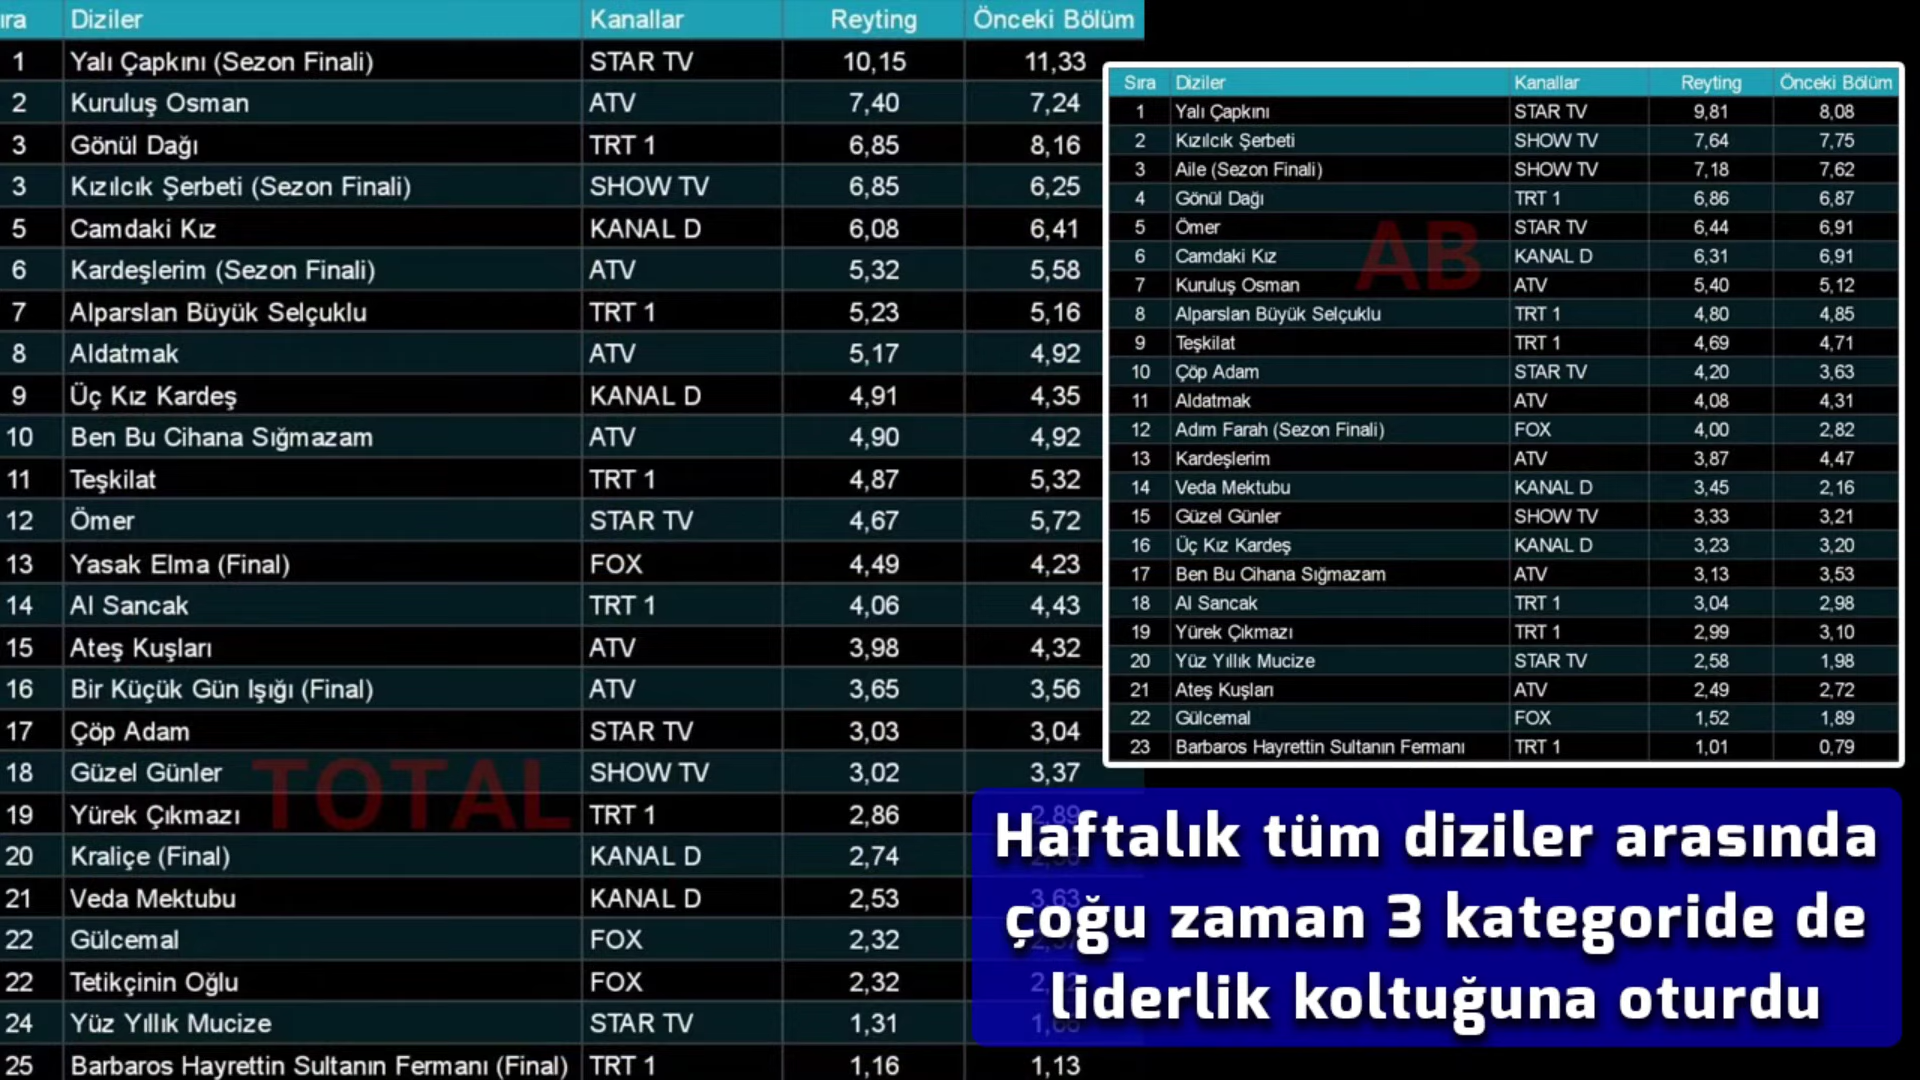 ıra Diziler Kanallar Reyting Önceki Bölüm
1 Yalı Çapkını (Sezon Finali) STAR TV 10,15 11,33
2 Kuruluş Osman ATV 7,40 7,24
3 Gönül Dağı TRT 1 6,85 8,16
3 Kızılcık Şerbeti (Sezon Finali) SHOW TV 6,85 6,25
5 Camdaki Kız KANAL D 6,08 6,41
6 Kardeşlerim (Sezon Finali) ATV 5,32 5,58
7 Alparslan Büyük Selçuklu TRT 1 5,23 5,16
8 Aldatmak ATV 5,17 4,92
9 Üç Kız Kardeş KANAL D 4,91 4,35
10 Ben Bu Cihana Sığmazam ATV 4,90 4,92
11 Teşkilat TRT 1 4,87 5,32
12 Ömer STAR TV 4,67 5,72
13 Yasak Elma (Final) FOX 4,49 4,23
14 Al Sancak TRT 1 4,06 4,43
15 Ateş Kuşları ATV 3,98 4,32
16 Bir Küçük Gün Işığı (Final) ATV 3,65 3,56
17 Çöp Adam STAR TV 3,03 3,04
18 Güzel Günler SHOW TV 3,02 3,37
TOTAL
19 Yürek Çıkmazı TRT 1 2,86 2,89
20 Kraliçe (Final) KANAL D 2,74
21 Veda Mektubu KANAL D 2,53 3,63
22 Gülcemal FOX 2,32
22 Tetikçinin Oğlu FOX 2,32
24 Yüz Yıllık Mucize STAR TV 1,31
25 Barbaros Hayrettin Sultanın Fermanı (Final) TRT 1 1,16 1,13
Sıra Diziler Kanallar Reyting Önceki Bölüm
1 Yalı Çapkını STAR TV 9,81 8,08
2 Kızılcık Şerbeti SHOW TV 7,64 7,75
3 Aile (Sezon Finali) SHOW TV 7,18 7,62
4 Gönül Dağı TRT 1 6,86 6,87
5 Ömer STAR TV 6,44 6,91
AB
6 Camdaki Kız KANAL D 6,31 6,91
7 Kuruluş Osman ATV 5,40 5,12
8 Alparslan Büyük Selçuklu TRT 1 4,80 4,85
9 Teşkilat TRT 1 4,69 4,71
10 Çöp Adam STAR TV 4,20 3,63
11 Aldatmak ATV 4,08 4,31
12 Adım Farah (Sezon Finali) FOX 4,00 2,82
13 Kardeşlerim ATV 3,87 4,47
14 Veda Mektubu KANAL D 3,45 2,16
15 Güzel Günler SHOW TV 3,33 3,21
16 Üç Kız Kardeş KANAL D 3,23 3,20
17 Ben Bu Cihana Sığmazam ATV 3,13 3,53
18 Al Sancak TRT 1 3,04 2,98
19 Yürek Çıkmazı TRT 1 2,99 3,10
20 Yüz Yıllık Mucize STAR TV 2,58 1,98
21 Ateş Kuşları ATV 2,49 2,72
22 Gülcemal FOX 1,52 1,89
23 Barbaros Hayrettin Sultanın Fermanı TRT 1 1,01 0,79
Haftalık tüm diziler arasında
çoğu zaman 3 kategoride de
liderlik koltuğuna oturdu